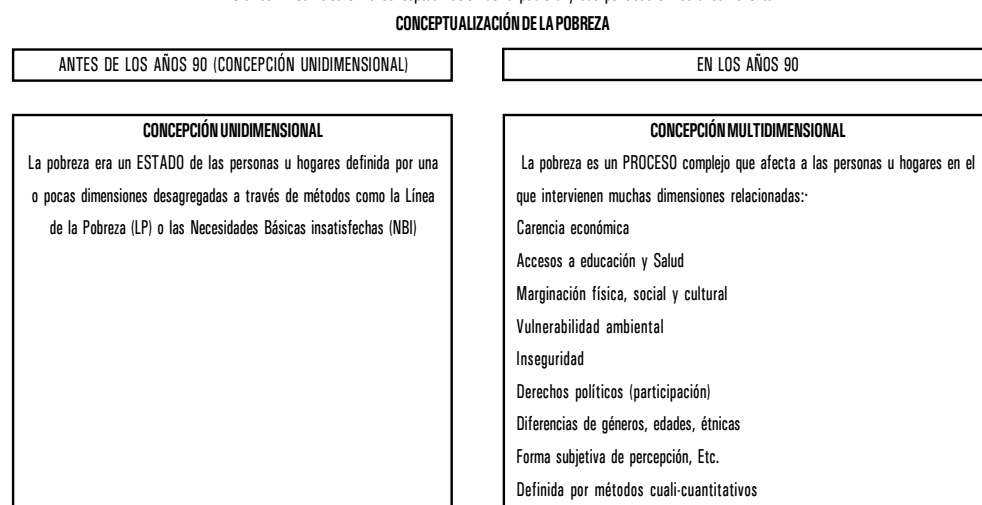 CONCEPTUALIZACIÓN DE LA POBREZA
ANTES DE LOS AÑOS 90 (CONCEPCIÓN UNIDIMENSIONAL)
EN LOS AÑOS 90
CONCEPCIÓN UNIDIMENSIONAL
La pobreza era un ESTADO de las personas u hogares definida por una
o pocas dimensiones desagregadas a través de métodos como la Línea
de la Pobreza (LP) o las Necesidades Básicas insatisfechas (NBI)
CONCEPCIÓN MULTIDIMENSIONAL
La pobreza es un PROCESO complejo que afecta a las personas u hogares en el
que intervienen muchas dimensiones relacionadas:·
Carencia económica
Accesos a educación y Salud
Marginación física, social y cultural
Vulnerabilidad ambiental
Inseguridad
Derechos políticos (participación)
Diferencias de géneros, edades, étnicas
Forma subjetiva de percepción, Etc.
Definida por métodos cuali-cuantitativos